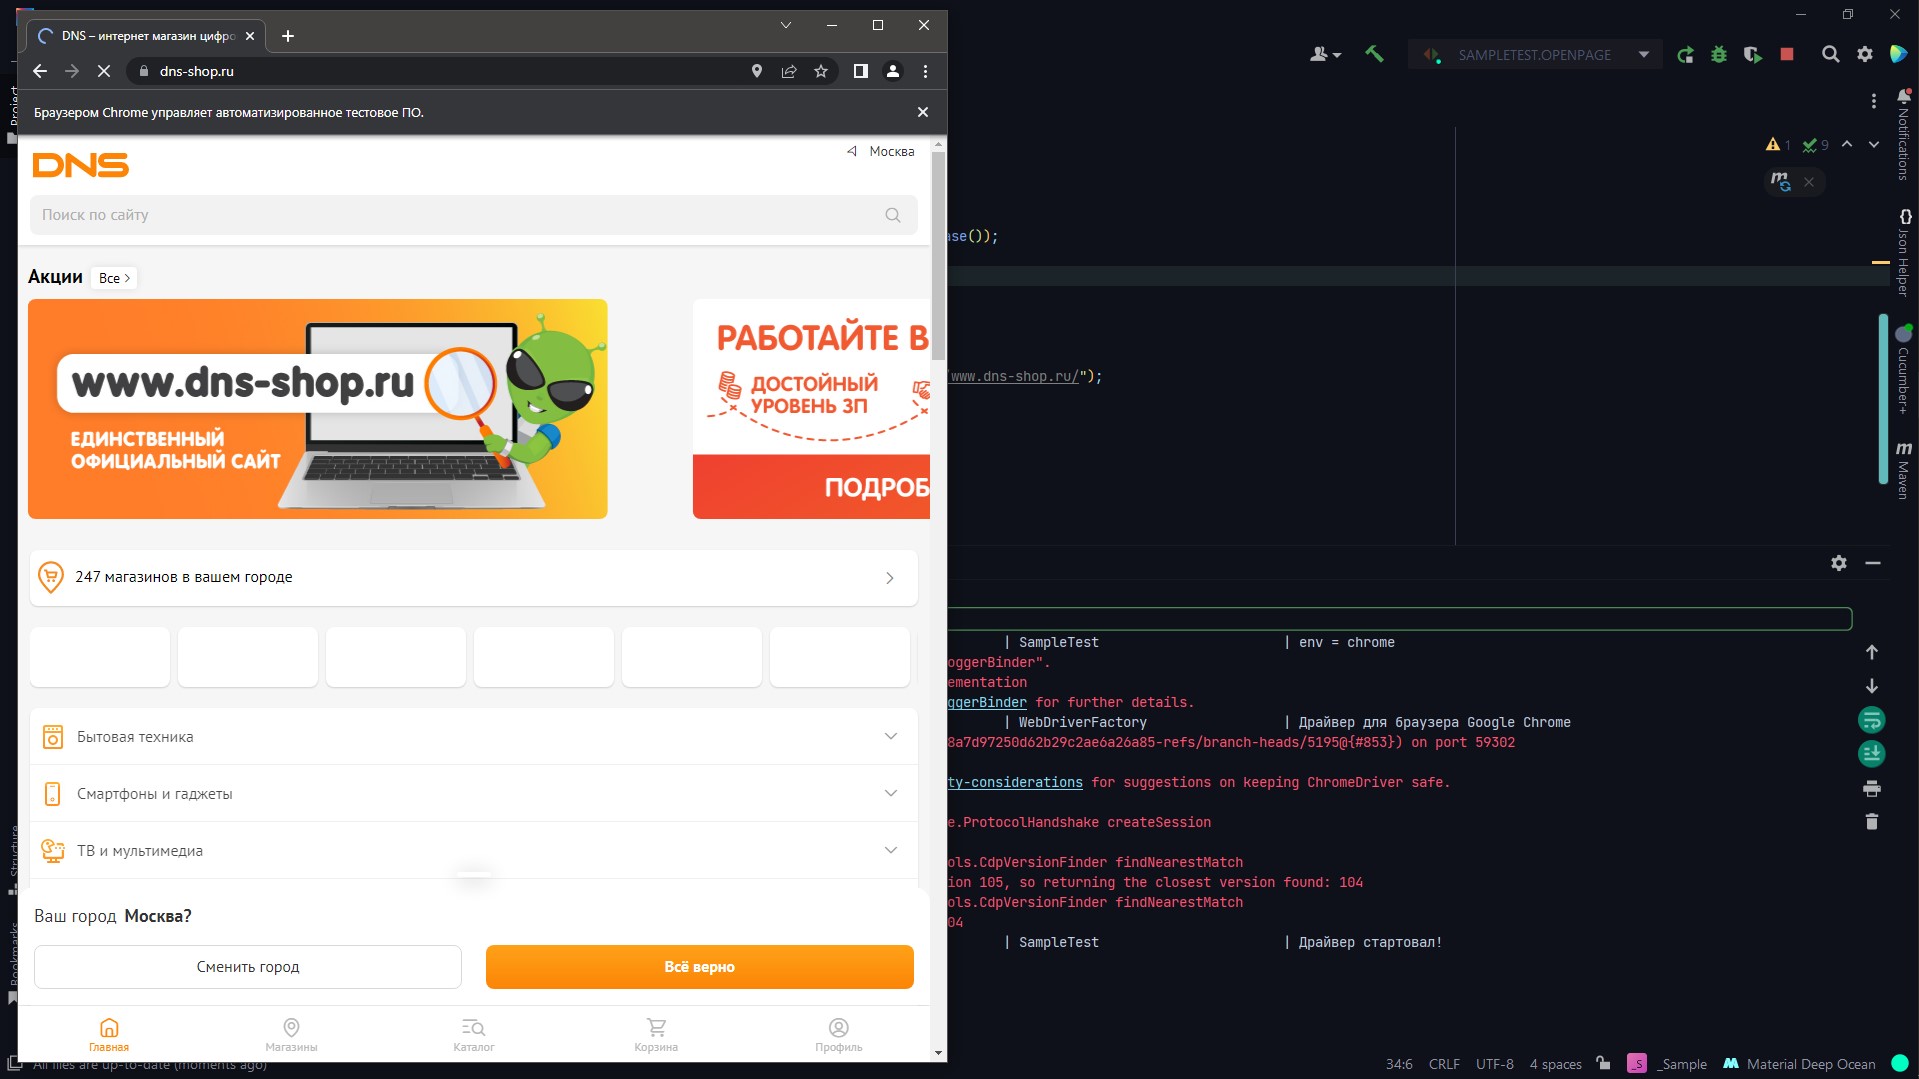 DNS – интернет магазин цифро
dns-shop.ru
Браузером Chrome управляет автоматизированное тестовое ПО.
DNS
Москва
Поиск по сайту
Акции
Все
www.dns-shop.ru
ЕДИНСТВЕННЫЙ
ОФИЦИАЛЬНЫЙ САЙТ
РАБОТАЙТЕ В
ДОСТОЙНЫЙ
УРОВЕНЬ ЗП
ПОДРОБ
247 магазинов в вашем городе
Бытовая техника
Смартфоны и гаджеты
ТВ и мультимедиа
Ваш город Москва?
Сменить город
Всё верно
Главная
Магазины
Каталог
Корзина
Профиль
Project
Structure
Bookmarks
SAMPLETEST.OPENPAGE
1
9
ase());
/www.dns-shop.ru/");
Notifications
{} Json Helper
Cucumber+
m Maven
| SampleTest | env = chrome
oggerBinder".
ementation
ggerBinder for further details.
| WebDriverFactory | Драйвер для браузера Google Chrome
8a7d97250d62b29c2ae6a26a85-refs/branch-heads/5195@{#853}) on port 59302
ty-considerations for suggestions on keeping ChromeDriver safe.
e.ProtocolHandshake createSession
ols.CdpVersionFinder findNearestMatch
ion 105, so returning the closest version found: 104
ols.CdpVersionFinder findNearestMatch
04
| SampleTest | Драйвер стартовал!
All files are up-to-date (moments ago)
34:6 CRLF UTF-8 4 spaces _S _Sample Material Deep Ocean